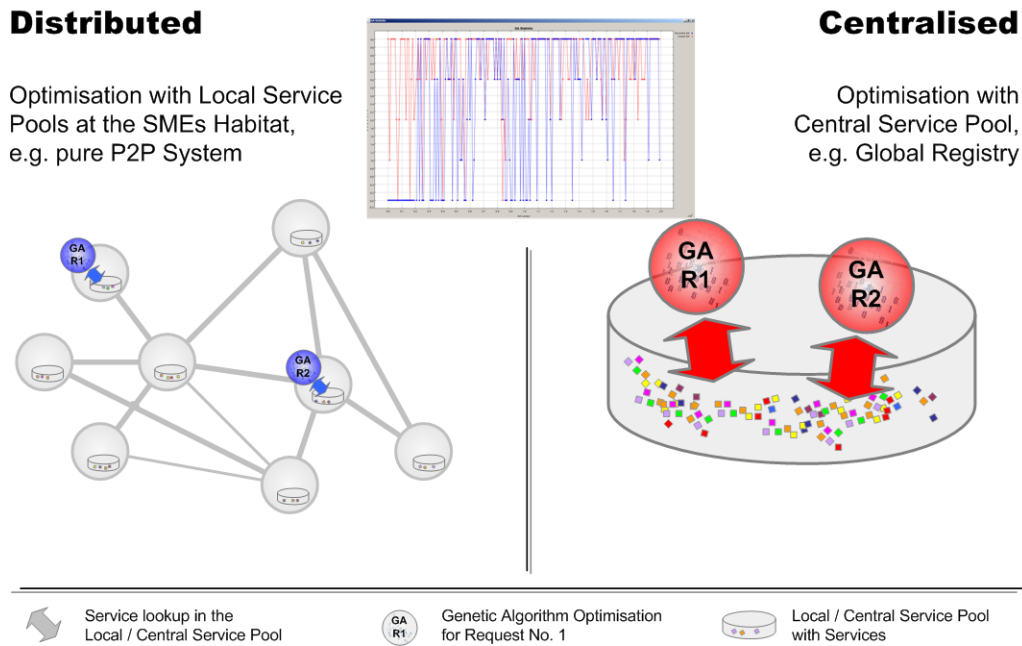 Distributed
Centralised
Optimisation with Local Service
Pools at the SMEs Habitat,
e.g. pure P2P System
Optimisation with
Central Service Pool,
e.g. Global Registry
GA
R1
GA
R2
GA
R1
GA
R2
Service lookup in the
Local / Central Service Pool
GA
R1
Genetic Algorithm Optimisation
for Request No. 1
Local / Central Service Pool
with Services